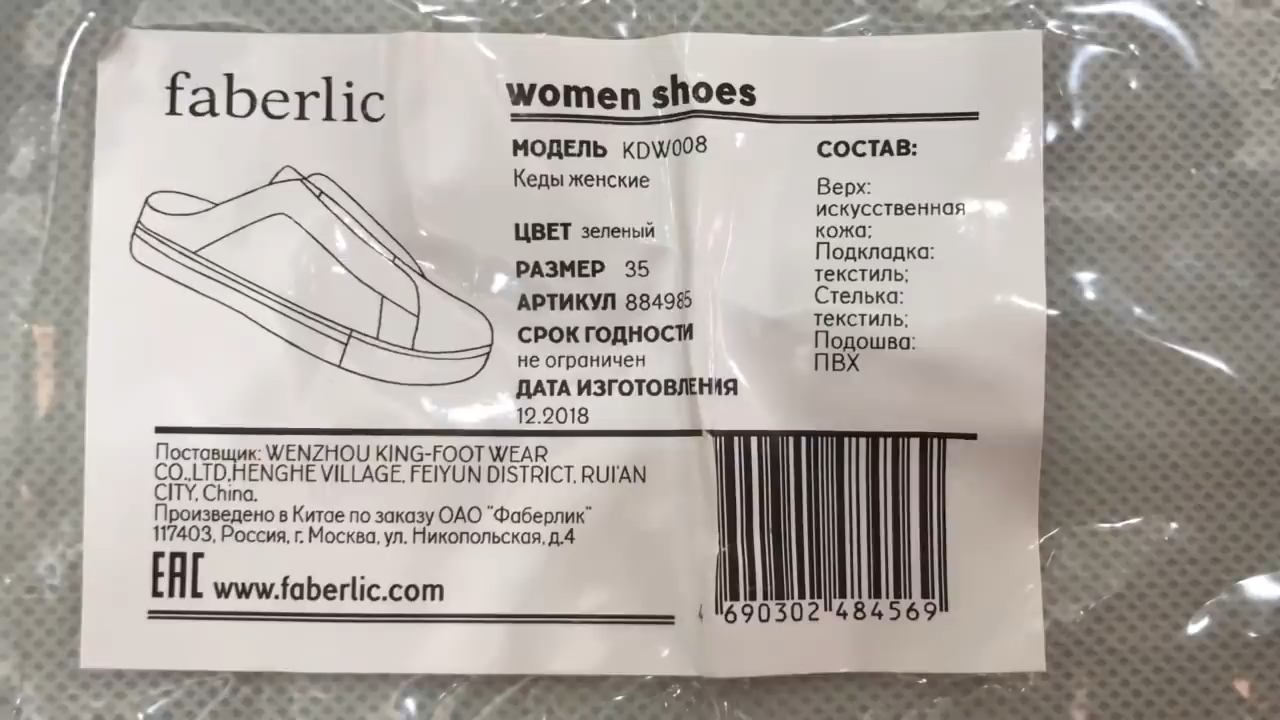 faberlic
women shoes
МОДЕЛЬ KDW008
Кеды женские
ЦВЕТ зеленый
РАЗМЕР 35
АРТИКУЛ 884985
СРОК ГОДНОСТИ
не ограничен
ДАТА ИЗГОТОВЛЕНИЯ
12.2018
СОСТАВ:
Верх:
искусственная
кожа;
Подкладка:
текстиль;
Стелька:
текстиль;
Подошва:
ПВХ
Поставщик: WENZHOU KING-FOOT WEAR
CO.,LTD,HENGHE VILLAGE, FEIYUN DISTRICT, RUI'AN
CITY, China.
Произведено в Китае по заказу ОАО "Фаберлик"
117403, Россия, г. Москва, ул. Никопольская, д.4
EAC www.faberlic.com
4 690302 484569